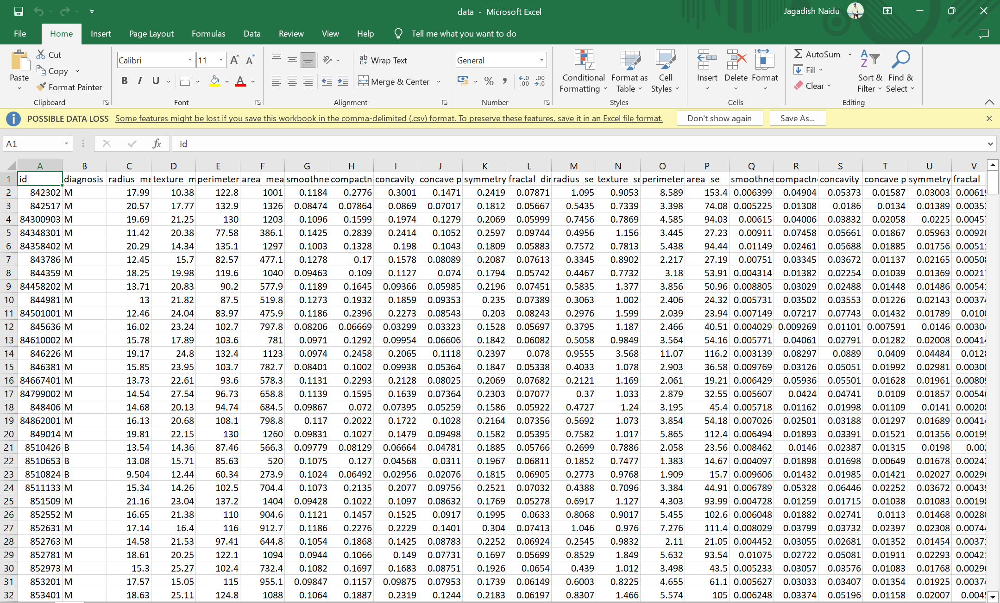 data - Microsoft Excel
Jagadish Naidu
File Home Insert Page Layout Formulas Data Review View Help Tell me what you want to do
Paste
Cut
Copy
Format Painter
Clipboard
Calibri 11
B I U
Font
Wrap Text
Merge & Center
Alignment
General
Number
Conditional Formatting
Format as Table
Cell Styles
Styles
Insert Delete Format
Cells
AutoSum
Fill
Clear
Sort & Filter
Find & Select
Editing
POSSIBLE DATA LOSS Some features might be lost if you save this workbook in the comma-delimited (.csv) format. To preserve these features, save it in an Excel file format. Don't show again Save As...
A1 fx id
A B C D E F G H I J K L M N O P Q R S T U V
1 id diagnosis radius_me texture_m perimeter area_mea smoothne compactn concavity_ concave p symmetry fractal_dir radius_se texture_se perimeter area_se smoothne compactn concavity_ concave p symmetry fractal_
2 842302 M 17.99 10.38 122.8 1001 0.1184 0.2776 0.3001 0.1471 0.2419 0.07871 1.095 0.9053 8.589 153.4 0.006399 0.04904 0.05373 0.01587 0.03003 0.0061
3 842517 M 20.57 17.77 132.9 1326 0.08474 0.07864 0.0869 0.07017 0.1812 0.05667 0.5435 0.7339 3.398 74.08 0.005225 0.01308 0.0186 0.0134 0.01389 0.0035
4 84300903 M 19.69 21.25 130 1203 0.1096 0.1599 0.1974 0.1279 0.2069 0.05999 0.7456 0.7869 4.585 94.03 0.00615 0.04006 0.03832 0.02058 0.0225 0.0045
5 84348301 M 11.42 20.38 77.58 386.1 0.1425 0.2839 0.2414 0.1052 0.2597 0.09744 0.4956 1.156 3.445 27.23 0.00911 0.07458 0.05661 0.01867 0.05963 0.0092
6 84358402 M 20.29 14.34 135.1 1297 0.1003 0.1328 0.198 0.1043 0.1809 0.05883 0.7572 0.7813 5.438 94.44 0.01149 0.02461 0.05688 0.01885 0.01756 0.0051
7 843786 M 12.45 15.7 82.57 477.1 0.1278 0.17 0.1578 0.08089 0.2087 0.07613 0.3345 0.8902 2.217 27.19 0.00751 0.03345 0.03672 0.01137 0.02165 0.0050
8 844359 M 18.25 19.98 119.6 1040 0.09463 0.109 0.1127 0.074 0.1794 0.05742 0.4467 0.7732 3.18 53.91 0.004314 0.01382 0.02254 0.01039 0.01369 0.0021
9 84458202 M 13.71 20.83 90.2 577.9 0.1189 0.1645 0.09366 0.05985 0.2196 0.07451 0.5835 1.377 3.856 50.96 0.008805 0.03029 0.02488 0.01448 0.01486 0.0054
10 844981 M 13 21.82 87.5 519.8 0.1273 0.1932 0.1859 0.09353 0.235 0.07389 0.3063 1.002 2.406 24.32 0.005731 0.03502 0.03553 0.01226 0.02143 0.0037
11 84501001 M 12.46 24.04 83.97 475.9 0.1186 0.2396 0.2273 0.08543 0.203 0.08243 0.2976 1.599 2.039 23.94 0.007149 0.07217 0.07743 0.01432 0.01789 0.010
12 845636 M 16.02 23.24 102.7 797.8 0.08206 0.06669 0.03299 0.03323 0.1528 0.05697 0.3795 1.187 2.466 40.51 0.004029 0.009269 0.01101 0.007591 0.0146 0.0030
13 84610002 M 15.78 17.89 103.6 781 0.0971 0.1292 0.09954 0.06606 0.1842 0.06082 0.5058 0.9849 3.564 54.16 0.005771 0.04061 0.02791 0.01282 0.02008 0.0041
14 846226 M 19.17 24.8 132.4 1123 0.0974 0.2458 0.2065 0.1118 0.2397 0.078 0.9555 3.568 11.07 116.2 0.003139 0.08297 0.0889 0.0409 0.04484 0.012
15 846381 M 15.85 23.95 103.7 782.7 0.08401 0.1002 0.09938 0.05364 0.1847 0.05338 0.4033 1.078 2.903 36.58 0.009769 0.03126 0.05051 0.01992 0.02981 0.0030
16 84667401 M 13.73 22.61 93.6 578.3 0.1131 0.2293 0.2128 0.08025 0.2069 0.07682 0.2121 1.169 2.061 19.21 0.006429 0.05936 0.05501 0.01628 0.01961 0.0080
17 84799002 M 14.54 27.54 96.73 658.8 0.1139 0.1595 0.1639 0.07364 0.2303 0.07077 0.37 1.033 2.879 32.55 0.005607 0.0424 0.04741 0.0109 0.01857 0.0054
18 848406 M 14.68 20.13 94.74 684.5 0.09867 0.072 0.07395 0.05259 0.1586 0.05922 0.4727 1.24 3.195 45.4 0.005718 0.01162 0.01998 0.01109 0.0141 0.0020
19 84862001 M 16.13 20.68 108.1 798.8 0.117 0.2022 0.1722 0.1028 0.2164 0.07356 0.5692 1.073 3.854 54.18 0.007026 0.02501 0.03188 0.01297 0.01689 0.0041
20 849014 M 19.81 22.15 130 1260 0.09831 0.1027 0.1479 0.09498 0.1582 0.05395 0.7582 1.017 5.865 112.4 0.006494 0.01893 0.03391 0.01521 0.01356 0.0019
21 8510426 B 13.54 14.36 87.46 566.3 0.09779 0.08129 0.06664 0.04781 0.1885 0.05766 0.2699 0.7886 2.058 23.56 0.008462 0.0146 0.02387 0.01315 0.0198 0.00
22 8510653 B 13.08 15.71 85.63 520 0.1075 0.127 0.04568 0.0311 0.1967 0.06811 0.1852 0.7477 1.383 14.67 0.004097 0.01898 0.01698 0.00649 0.01678 0.0024
23 8510824 B 9.504 12.44 60.34 273.9 0.1024 0.06492 0.02956 0.02076 0.1815 0.06905 0.2773 0.9768 1.909 15.7 0.009606 0.01432 0.01985 0.01421 0.02027 0.0029
24 8511133 M 15.34 14.26 102.5 704.4 0.1073 0.2135 0.2077 0.09756 0.2521 0.07032 0.4388 0.7096 3.384 44.91 0.006789 0.05328 0.06446 0.02252 0.03672 0.0043
25 851509 M 21.16 23.04 137.2 1404 0.09428 0.1022 0.1097 0.08632 0.1769 0.05278 0.6917 1.127 4.303 93.99 0.004728 0.01259 0.01715 0.01038 0.01083 0.0019
26 852552 M 16.65 21.38 110 904.6 0.1121 0.1457 0.1525 0.0917 0.1995 0.0633 0.8068 0.9017 5.455 102.6 0.006048 0.01882 0.02741 0.0113 0.01468 0.0028
27 852631 M 17.14 16.4 116 912.7 0.1186 0.2276 0.2229 0.1401 0.304 0.07413 1.046 0.976 7.276 111.4 0.008029 0.03799 0.03732 0.02397 0.02308 0.0074
28 852763 M 14.58 21.53 97.41 644.8 0.1054 0.1868 0.1425 0.08783 0.2252 0.06924 0.2545 0.9832 2.11 21.05 0.004452 0.03055 0.02681 0.01352 0.01454 0.0037
29 852781 M 18.61 20.25 122.1 1094 0.0944 0.1066 0.149 0.07731 0.1697 0.05699 0.8529 1.849 5.632 93.54 0.01075 0.02722 0.05081 0.01911 0.02293 0.0042
30 852973 M 15.3 25.27 102.4 732.4 0.1082 0.1697 0.1683 0.08751 0.1926 0.0654 0.439 1.012 3.498 43.5 0.005233 0.03057 0.03576 0.01083 0.01768 0.0029
31 853201 M 17.57 15.05 115 955.1 0.09847 0.1157 0.09875 0.07953 0.1739 0.06149 0.6003 0.8225 4.655 61.1 0.005627 0.03033 0.03407 0.01354 0.01925 0.0037
32 853401 M 18.63 25.11 124.8 1088 0.1064 0.1887 0.2319 0.1244 0.2183 0.06197 0.8307 1.466 5.574 105 0.006248 0.03374 0.05196 0.01158 0.02007 0.004